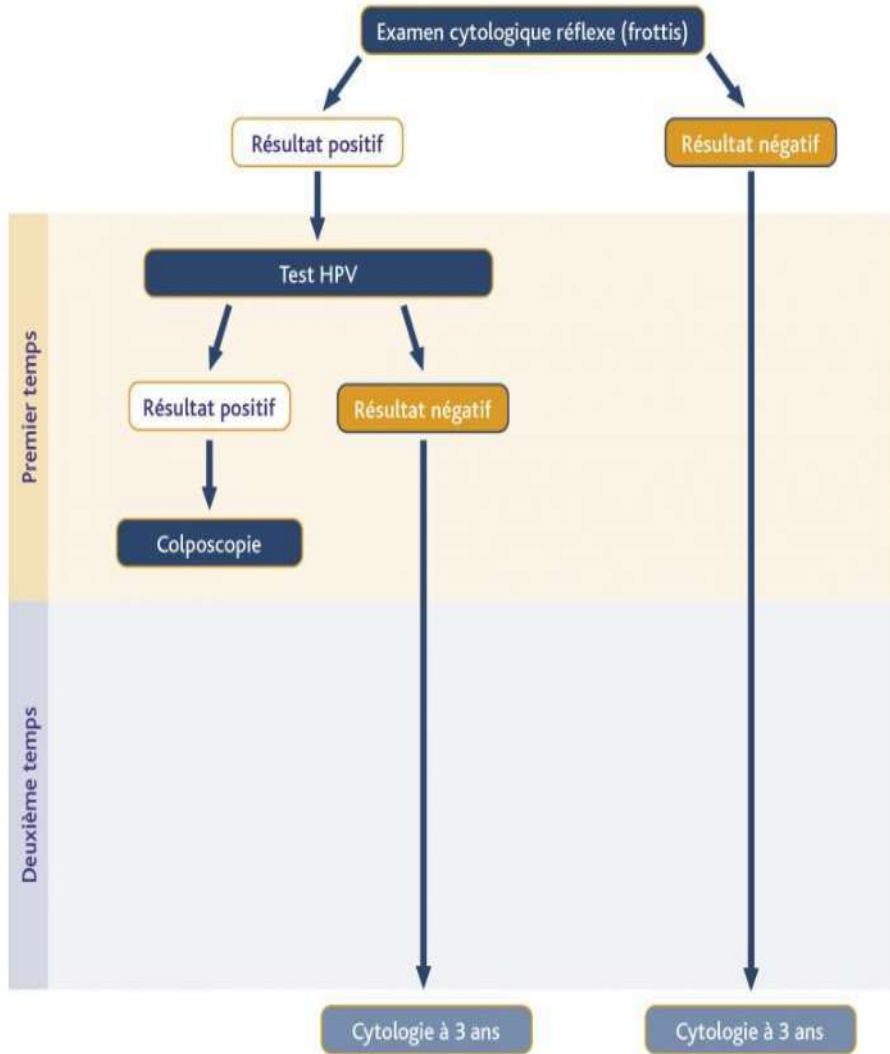 Examen cytologique réflexe (frottis)
Résultat positif
Résultat négatif
Premier temps
Test HPV
Résultat positif
Résultat négatif
Colposcopie
Deuxième temps
Cytologie à 3 ans
Cytologie à 3 ans